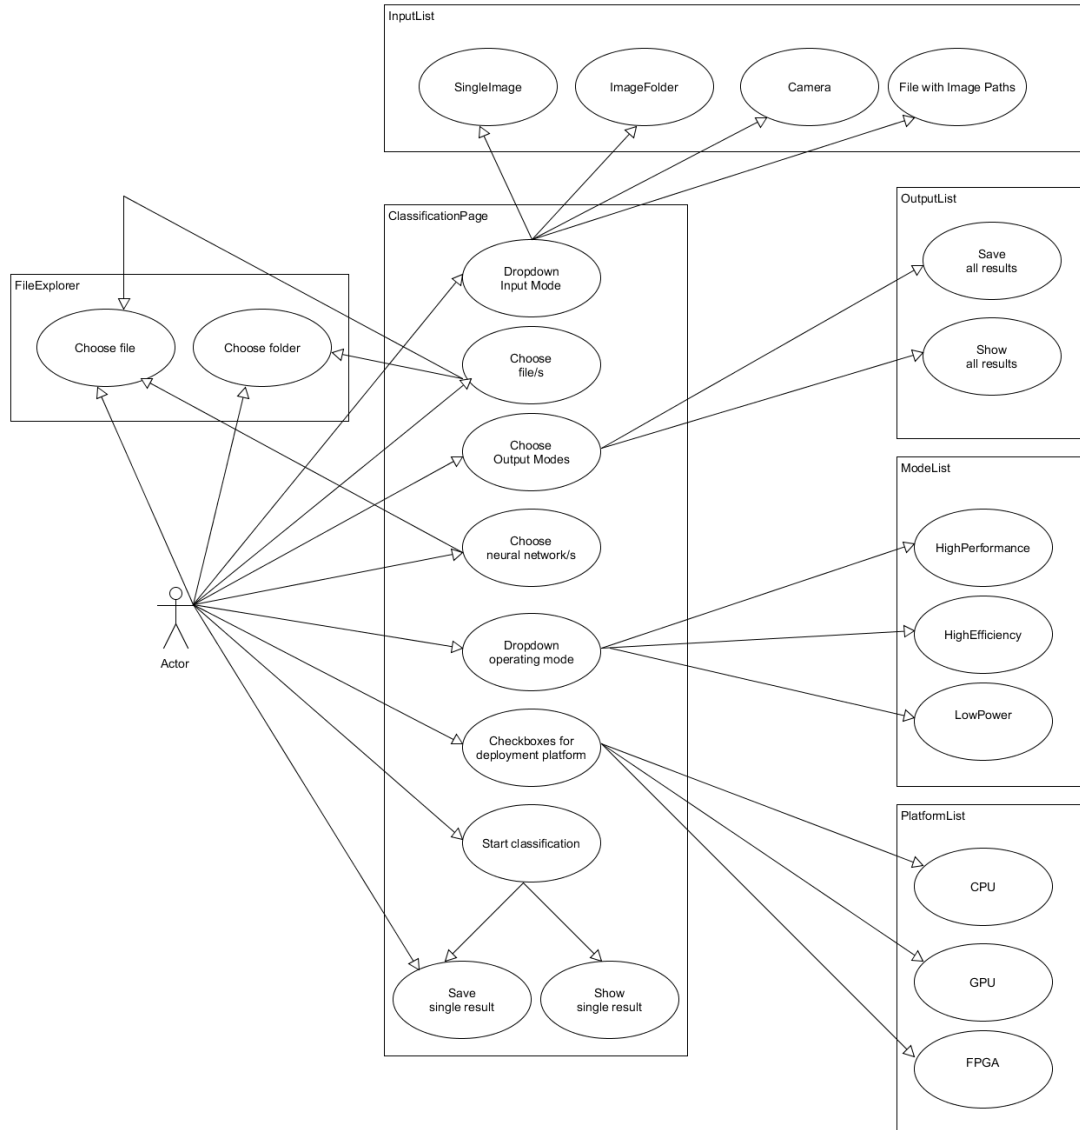 InputList
SingleImage
ImageFolder
Camera
File with Image Paths
OutputList
Save
all results
Show
all results
ClassificationPage
Dropdown
Input Mode
Choose
file/s
Choose
Output Modes
Choose
neural network/s
Dropdown
operating mode
Checkboxes for
deployment platform
Start classification
Save
single result
Show
single result
FileExplorer
Choose file
Choose folder
Actor
ModeList
HighPerformance
HighEfficiency
LowPower
PlatformList
CPU
GPU
FPGA